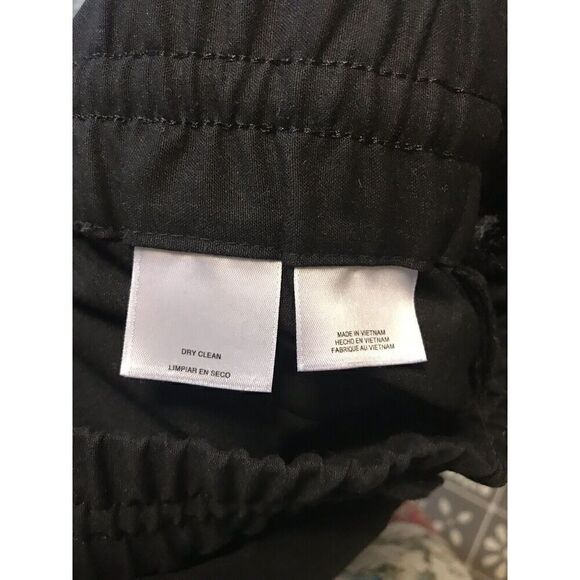 DRY CLEAN
LIMPIAR EN SECO
MADE IN VIETNAM
HECHO EN VIETNAM
FABRIQUE AU VIETNAM